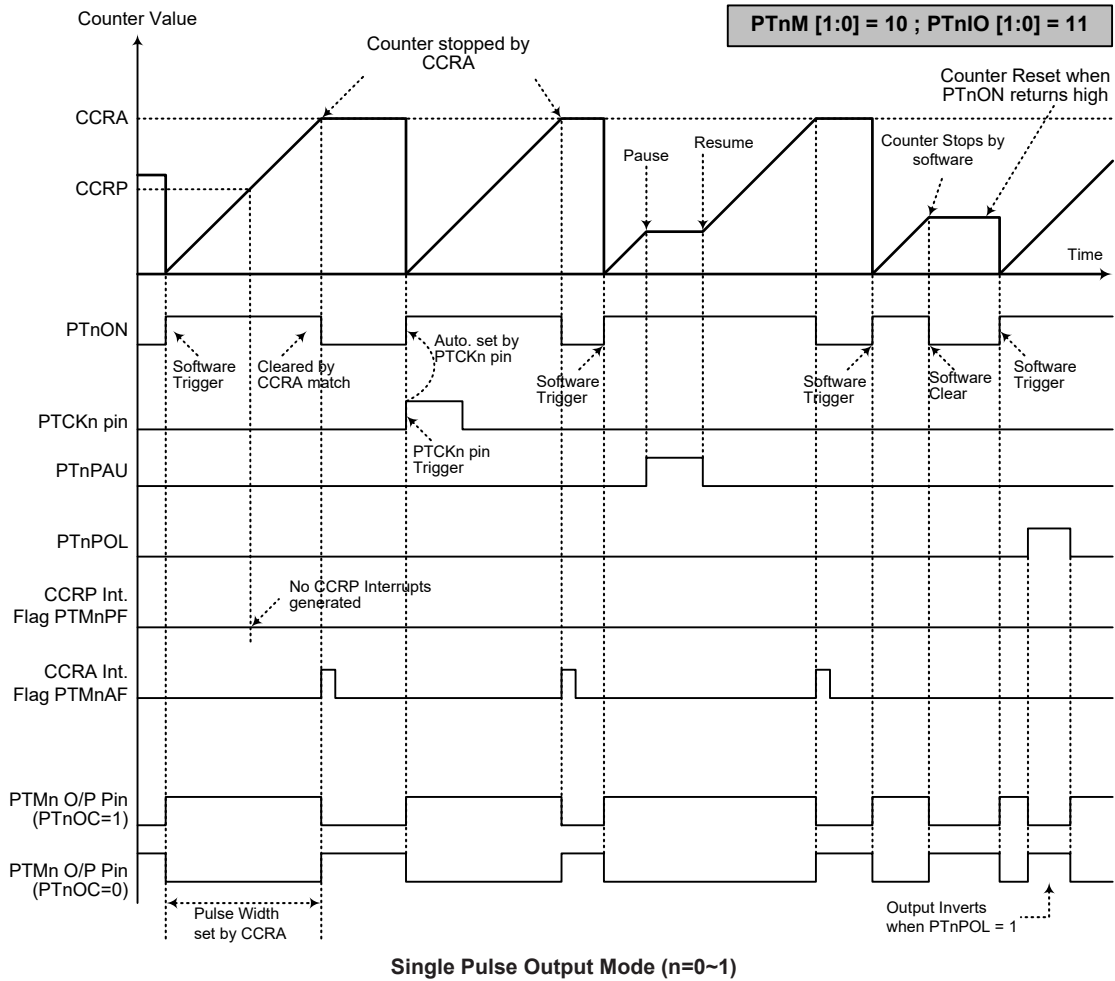 Counter Value
PTnM [1:0] = 10 ; PTnIO [1:0] = 11
Counter stopped by
CCRA
Counter Reset when
PTnON returns high
CCRA
Pause
Resume
Counter Stops by
software
CCRP
Time
PTnON
Software
Trigger
Cleared by
CCRA match
Auto. set by
PTCKn pin
Software
Trigger
Software
Trigger
Software
Clear
Software
Trigger
PTCKn pin
PTCKn pin
Trigger
PTnPAU
PTnPOL
CCRP Int.
Flag PTMnPF
No CCRP Interrupts
generated
CCRA Int.
Flag PTMnAF
PTMn O/P Pin
(PTnOC=1)
PTMn O/P Pin
(PTnOC=0)
Pulse Width
set by CCRA
Output Inverts
when PTnPOL = 1
Single Pulse Output Mode (n=0~1)